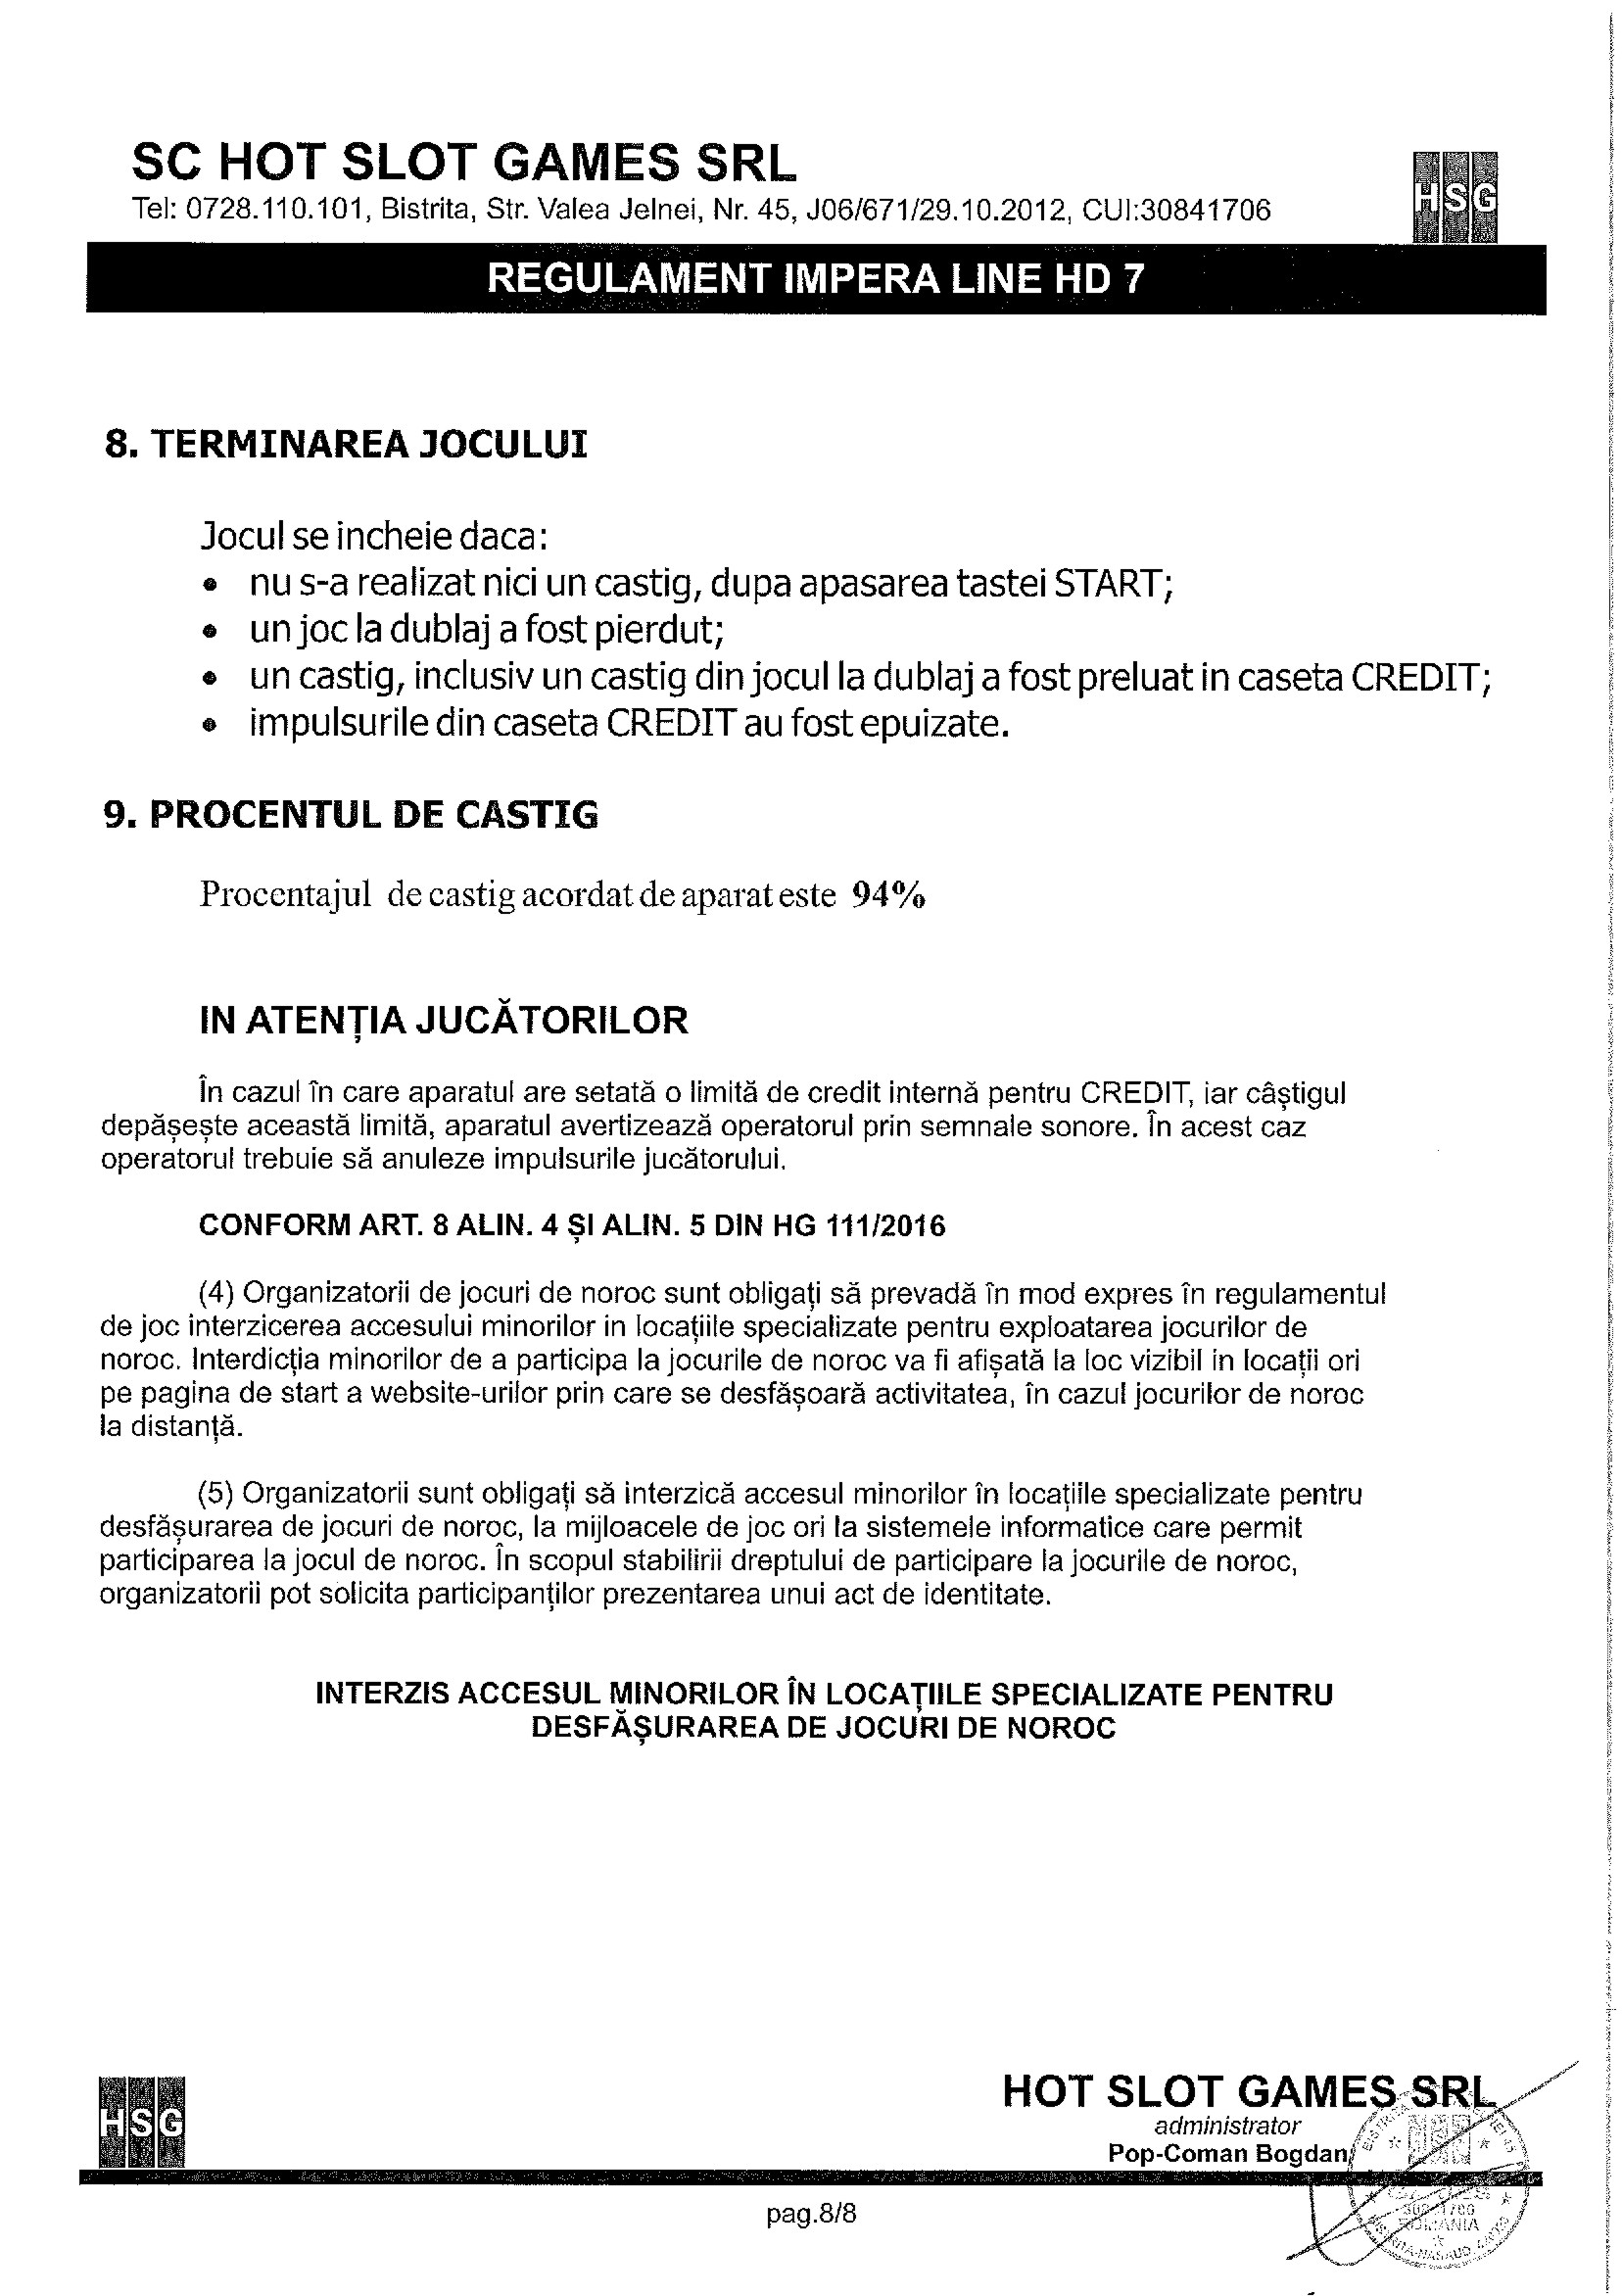 SC HOT SLOT GAMES SRL
Tel: 0728.110.101, Bistrita, Str. Valea Jelnei, Nr. 45, J06/671/29.10.2012, CUI:30841706
HSG
REGULAMENT IMPERA LINE HD 7
8. TERMINAREA JOCULUI
Jocul se incheie daca:
• nu s-a realizat nici un castig, dupa apasarea tastei START;
• un joc la dublaj a fost pierdut;
• un castig, inclusiv un castig din jocul la dublaj a fost preluat in caseta CREDIT;
• impulsurile din caseta CREDIT au fost epuizate.
9. PROCENTUL DE CASTIG
Procentajul de castig acordat de aparat este 94%
IN ATENȚIA JUCĂTORILOR
În cazul în care aparatul are setată o limită de credit internă pentru CREDIT, iar câștigul
depășește această limită, aparatul avertizează operatorul prin semnale sonore. În acest caz
operatorul trebuie să anuleze impulsurile jucătorului.
CONFORM ART. 8 ALIN. 4 ȘI ALIN. 5 DIN HG 111/2016
(4) Organizatorii de jocuri de noroc sunt obligați să prevadă în mod expres în regulamentul
de joc interzicerea accesului minorilor in locațiile specializate pentru exploatarea jocurilor de
noroc. Interdicția minorilor de a participa la jocurile de noroc va fi afișată la loc vizibil in locații ori
pe pagina de start a website-urilor prin care se desfășoară activitatea, în cazul jocurilor de noroc
la distanță.
(5) Organizatorii sunt obligați să interzică accesul minorilor în locațiile specializate pentru
desfășurarea de jocuri de noroc, la mijloacele de joc ori la sistemele informatice care permit
participarea la jocul de noroc. În scopul stabilirii dreptului de participare la jocurile de noroc,
organizatorii pot solicita participanților prezentarea unui act de identitate.
INTERZIS ACCESUL MINORILOR ÎN LOCAȚIILE SPECIALIZATE PENTRU
DESFĂȘURAREA DE JOCURI DE NOROC
HSG
HOT SLOT GAMES SRL
administrator
Pop-Coman Bogdan
ROMANIA
pag.8/8